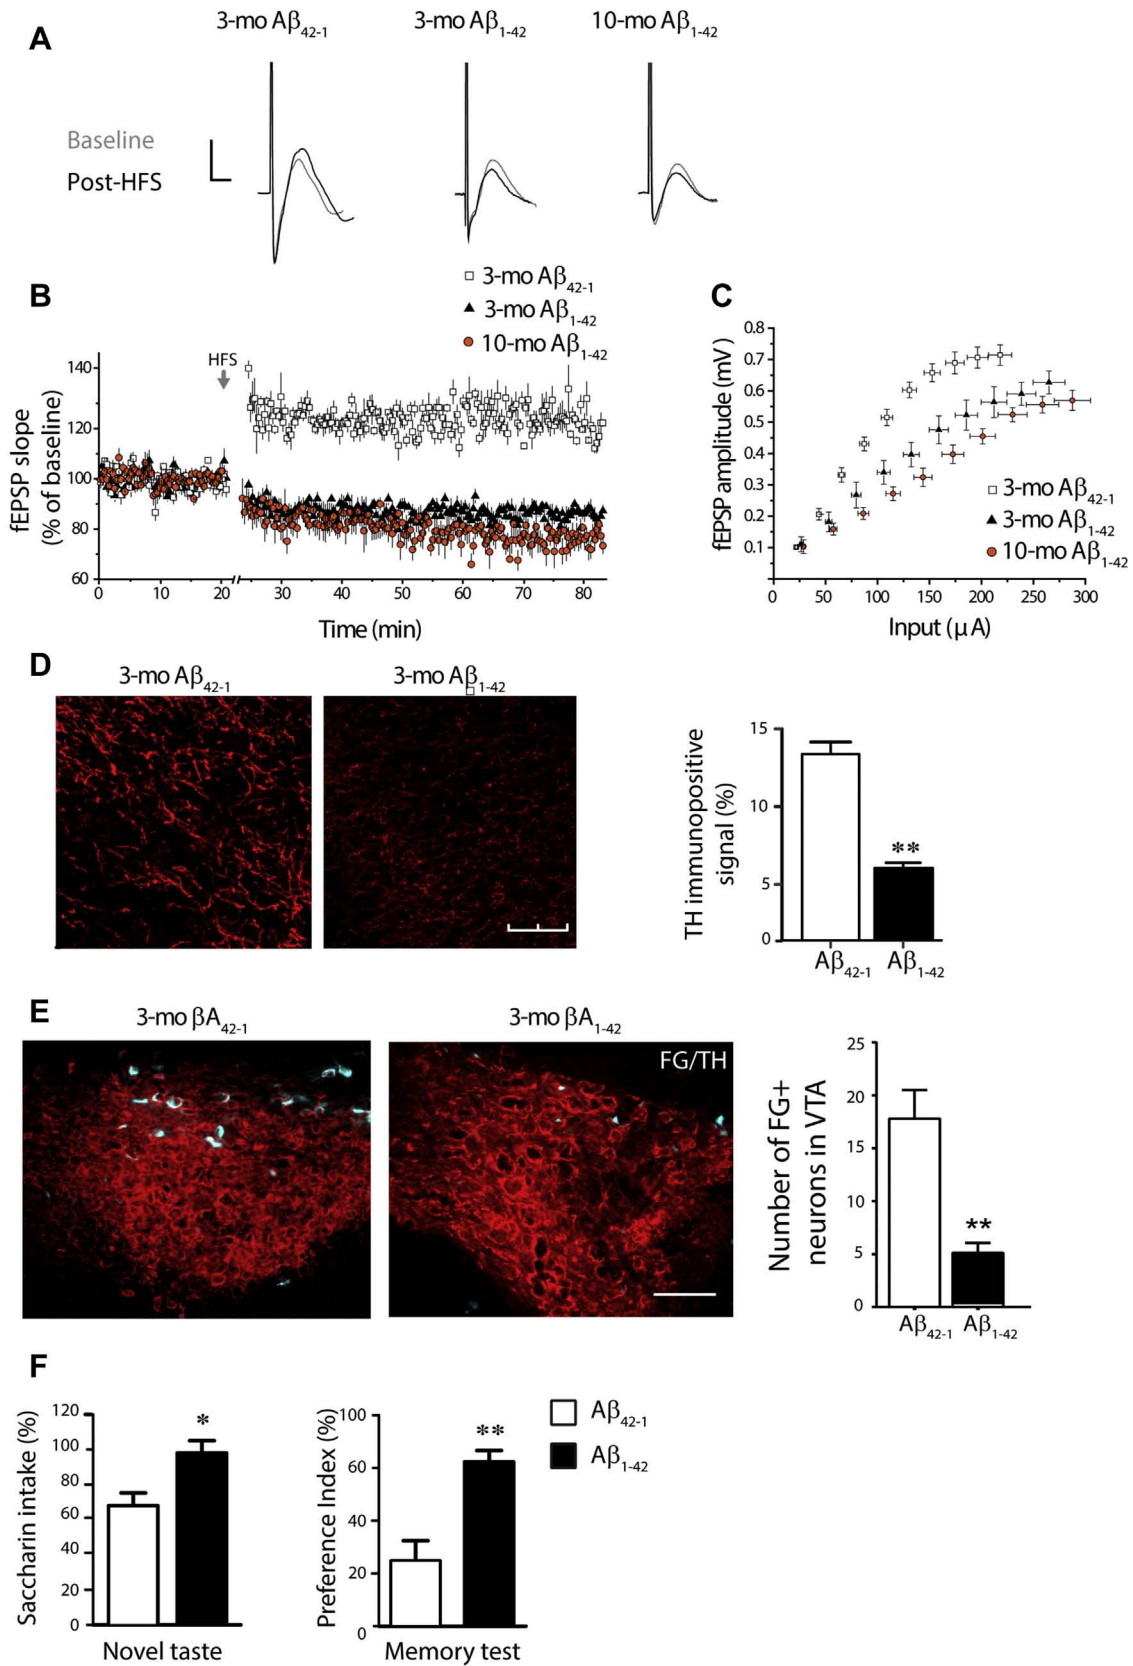 A
3-mo Aβ42-1
3-mo Aβ1-42
10-mo Aβ1-42
Baseline
Post-HFS
B
3-mo Aβ42-1
3-mo Aβ1-42
10-mo Aβ1-42
HFS
fEPSP slope
(% of baseline)
140
120
100
80
60
0
10
20
30
40
50
60
70
80
Time (min)
C
fEPSP amplitude (mV)
0.8
0.7
0.6
0.5
0.4
0.3
0.2
0.1
0
50
100
150
200
250
300
3-mo Aβ42-1
3-mo Aβ1-42
10-mo Aβ1-42
Input (μA)
D
3-mo Aβ42-1
3-mo Aβ1-42
TH immunopositive
signal (%)
15
10
5
0
**
Aβ42-1
Aβ1-42
E
3-mo βA42-1
3-mo βA1-42
FG/TH
Number of FG+
neurons in VTA
25
20
15
10
5
0
**
Aβ42-1
Aβ1-42
F
Saccharin intake (%)
120
100
80
60
40
20
0
*
Novel taste
Preference Index (%)
100
60
40
20
0
**
Memory test
Aβ42-1
Aβ1-42